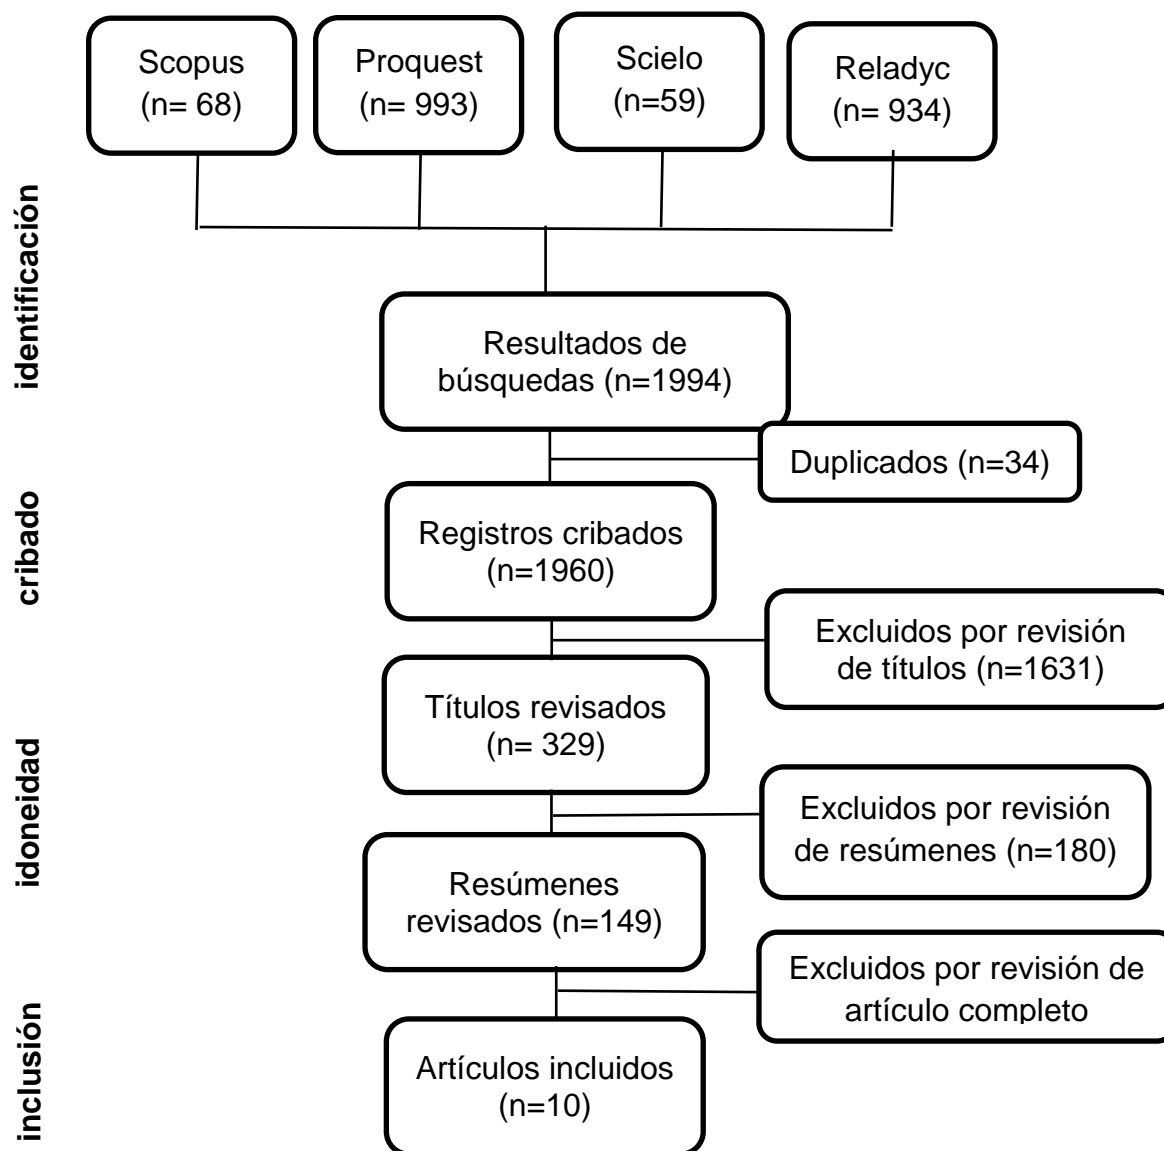 Scopus
(n= 68)
Proquest
(n= 993)
Scielo
(n=59)
Reladyc
(n= 934)
identificación
Resultados de
búsquedas (n=1994)
Duplicados (n=34)
cribado
Registros cribados
(n=1960)
Excluidos por revisión
de títulos (n=1631)
Títulos revisados
(n= 329)
idoneidad
Excluidos por revisión
de resúmenes (n=180)
Resúmenes
revisados (n=149)
Excluidos por revisión de
artículo completo
inclusión
Artículos incluidos
(n=10)